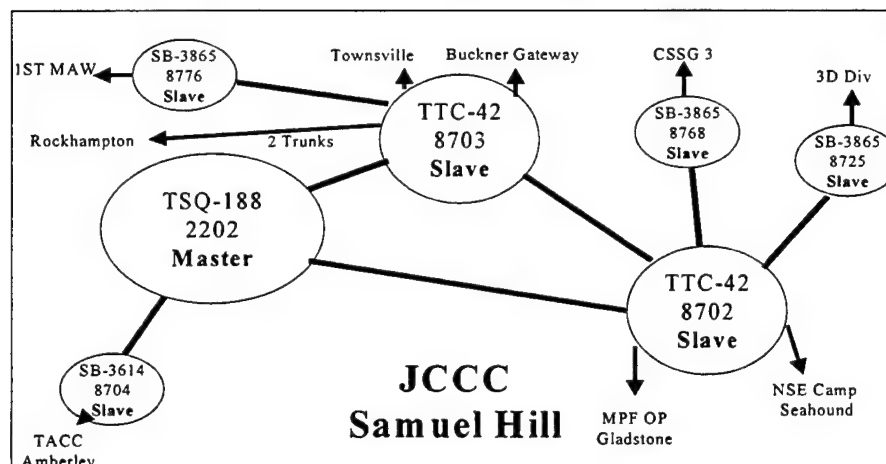 Townsville
Buckner Gateway
CSSG 3
3D Div
1ST MAW
SB-3865
8776
Slave
TTC-42
8703
Slave
SB-3865
8768
Slave
SB-3865
8725
Slave
Rockhampton
2 Trunks
TSQ-188
2202
Master
TTC-42
8702
Slave
SB-3614
8704
Slave
JCCC
Samuel Hill
MPF OP
Gladstone
NSE Camp
Seahound
TACC
Amberley